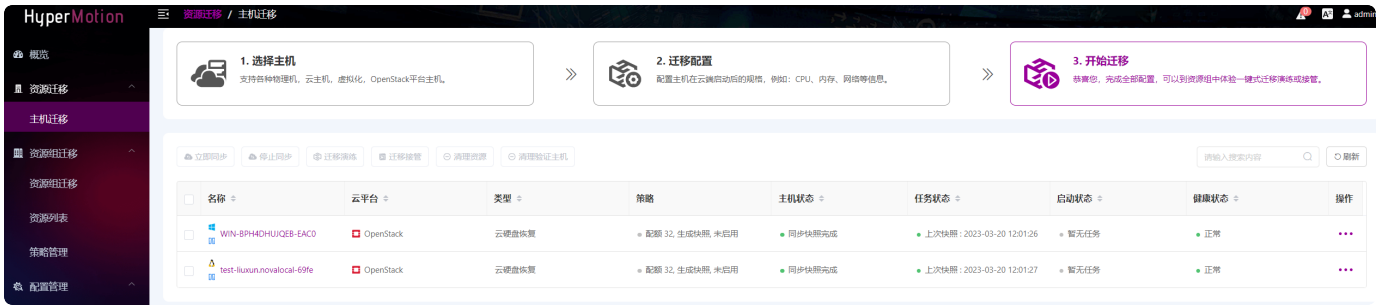 HyperMotion
资源迁移 / 主机迁移
0
A
admin
概览
资源迁移
主机迁移
资源组迁移
资源组迁移
资源列表
策略管理
配置管理
1. 选择主机
支持各种物理机，云主机，虚拟化，OpenStack平台主机。
2. 迁移配置
配置主机在云端启动后的规格，例如：CPU、内存、网络等信息。
3. 开始迁移
恭喜您，完成全部配置，可以到资源组中体验一键式迁移演练或接管。
立即同步 停止同步 迁移演练 迁移接管 清理资源 清理验证主机
请输入搜索内容 刷新
名称 云平台 类型 策略 主机状态 任务状态 启动状态 健康状态 操作
WIN-BPH4DHUJQEB-EAC0 OpenStack 云硬盘恢复 配额 32, 生成快照, 未启用 同步快照完成 上次快照 : 2023-03-20 12:01:26 暂无任务 正常 •••
test-liuxun.novalocal-69fe OpenStack 云硬盘恢复 配额 32, 生成快照, 未启用 同步快照完成 上次快照 : 2023-03-20 12:01:27 暂无任务 正常 •••